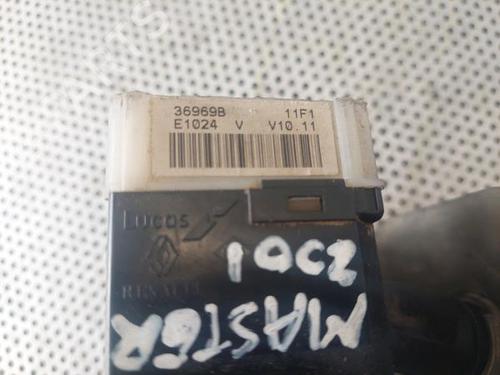 36969B 11F1
E1024 V V10.11
LUCAS
RENAULT
2001
MASTER